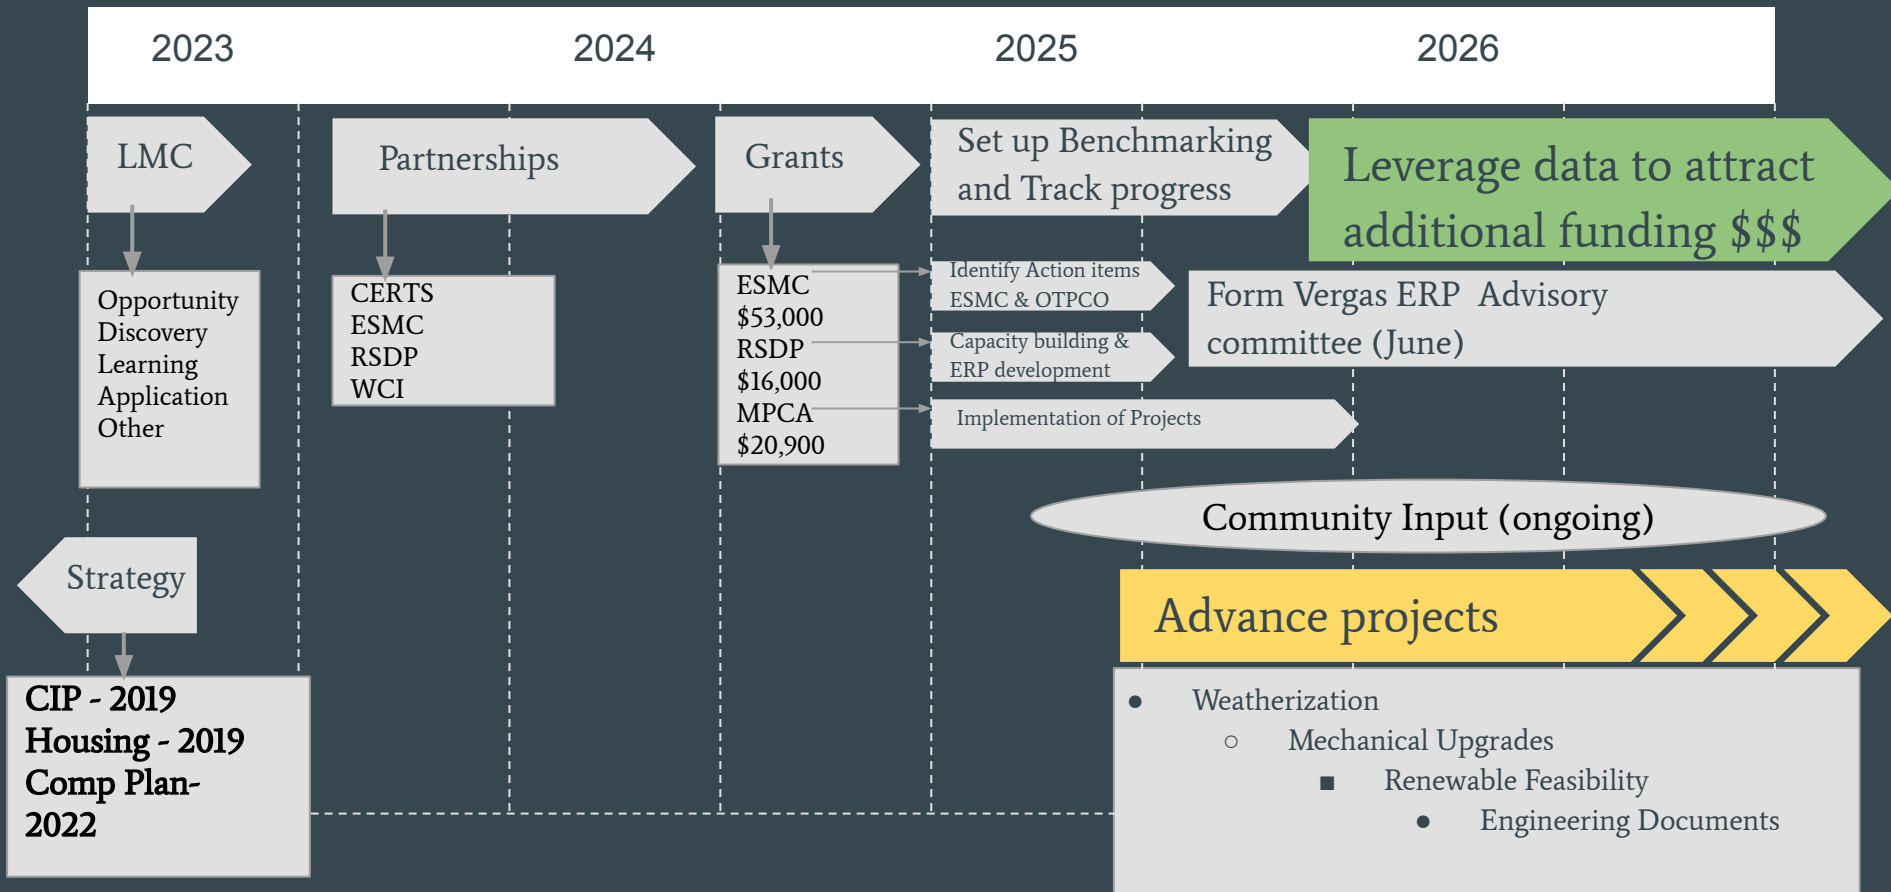 2023
2024
2025
2026
LMC
Partnerships
Grants
Set up Benchmarking
and Track progress
Leverage data to attract
additional funding $$$
Opportunity
Discovery
Learning
Application
Other
CERTS
ESMC
RSDP
WCI
ESMC
$53,000
RSDP
$16,000
MPCA
$20,900
Identify Action items
ESMC & OTPCO
Capacity building &
ERP development
Implementation of Projects
Form Vergas ERP  Advisory
committee (June)
Community Input (ongoing)
Strategy
CIP - 2019
Housing - 2019
Comp Plan-
2022
Advance projects
● Weatherization
○ Mechanical Upgrades
■ Renewable Feasibility
● Engineering Documents